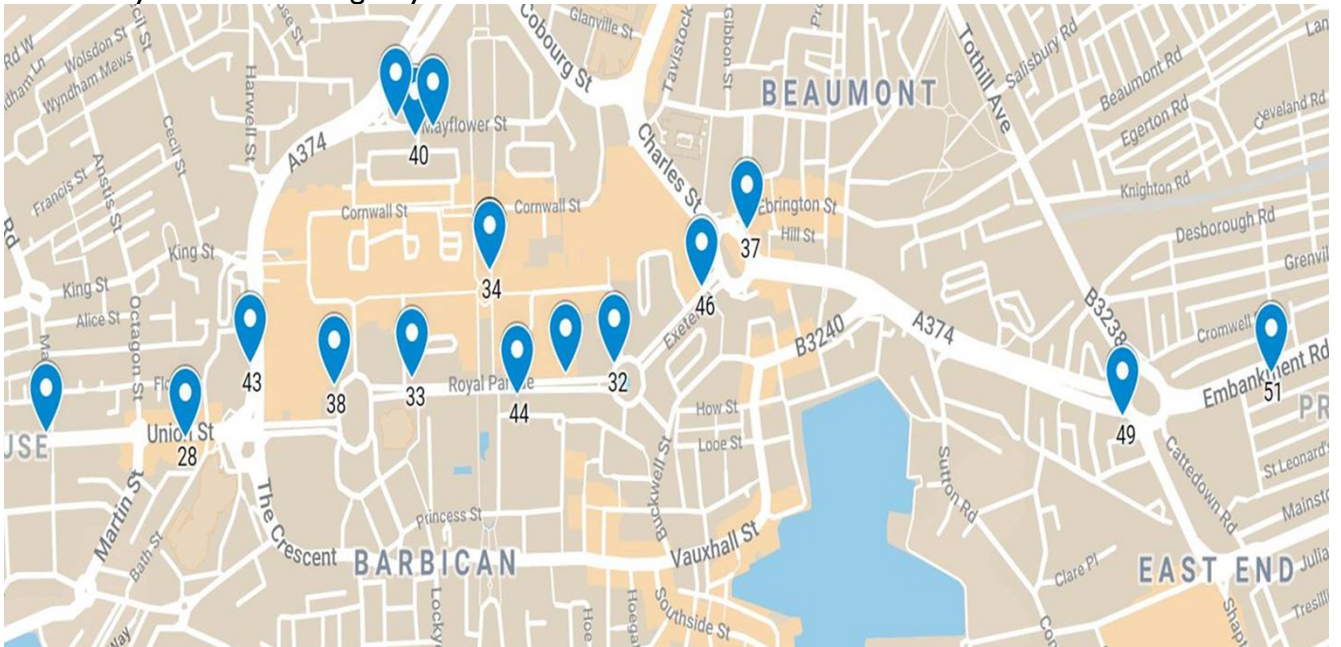 Glanville St
Cobourg St
Tavistock
Gibbon St
Wolsdon St
Wyndham Mews
Rd W
Harwell St
Cecil St
Tothill Ave
Salisbury Rd
BEAUMONT
Beaumont Rd
Egerton Rd
Cleveland Rd
A374
Mayflower St
40
Charles St
Francis St
Anstis St
Knighton Rd
Cornwall St
Cornwall St
Ebrington St
Hill St
37
Desborough Rd
Rd
King St
King St
34
46
Alice St
Octagon St
B3240
A374
B3238
Cromwell
Embankment Rd
51
43
38
33
Royal Parade
44
32
How St
Looe St
49
Union St
28
Martin St
Bath St
The Crescent
Princess St
BARBICAN
Buckwell St
Vauxhall St
Southside St
Sutton Rd
Clare Pl
Cattedown Rd
EAST END